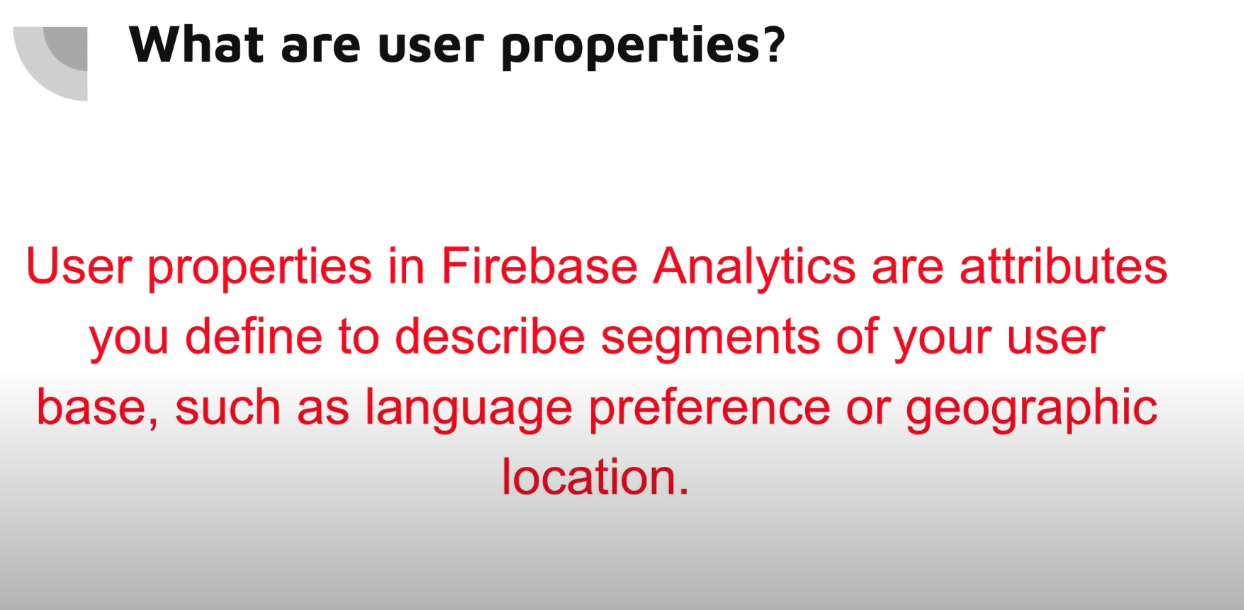 What are user properties?
User properties in Firebase Analytics are attributes
you define to describe segments of your user
base, such as language preference or geographic
location.